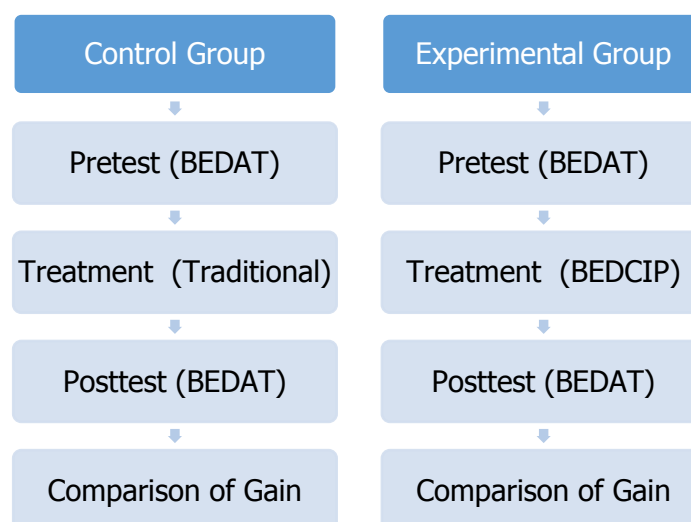 Control Group
Pretest (BEDAT)
Treatment (Traditional)
Posttest (BEDAT)
Comparison of Gain
Experimental Group
Pretest (BEDAT)
Treatment (BEDCIP)
Posttest (BEDAT)
Comparison of Gain